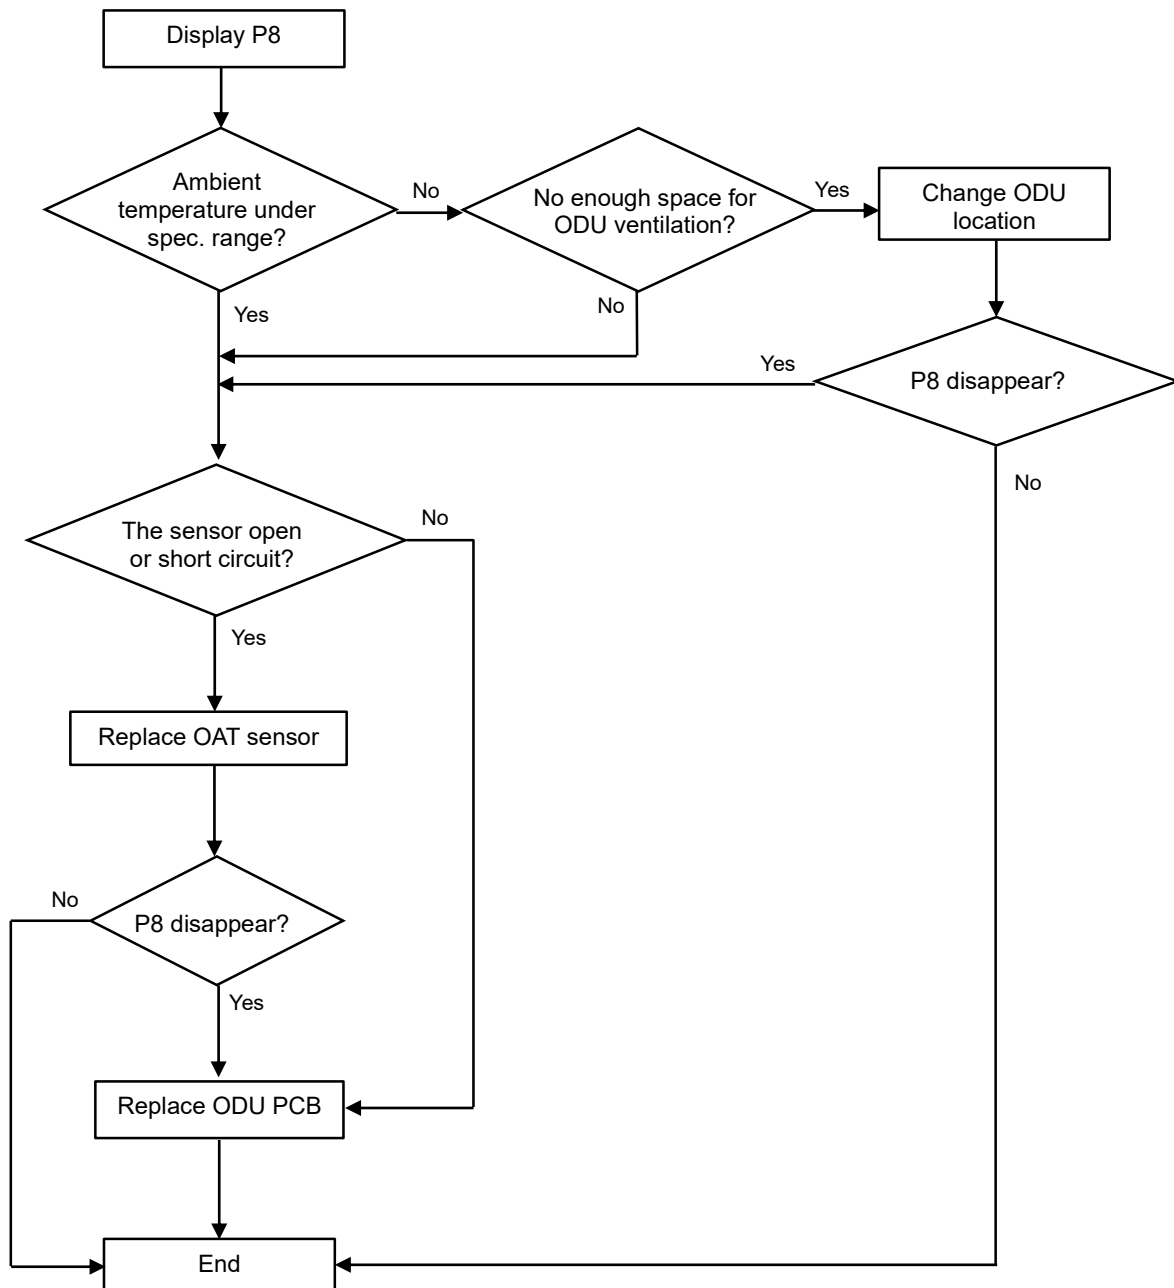 Display P8
Ambient
temperature under
spec. range?
No
No enough space for
ODU ventilation?
Yes
Change ODU
location
Yes
No
Yes
P8 disappear?
No
The sensor open
or short circuit?
No
Yes
Replace OAT sensor
No
P8 disappear?
Yes
Replace ODU PCB
End